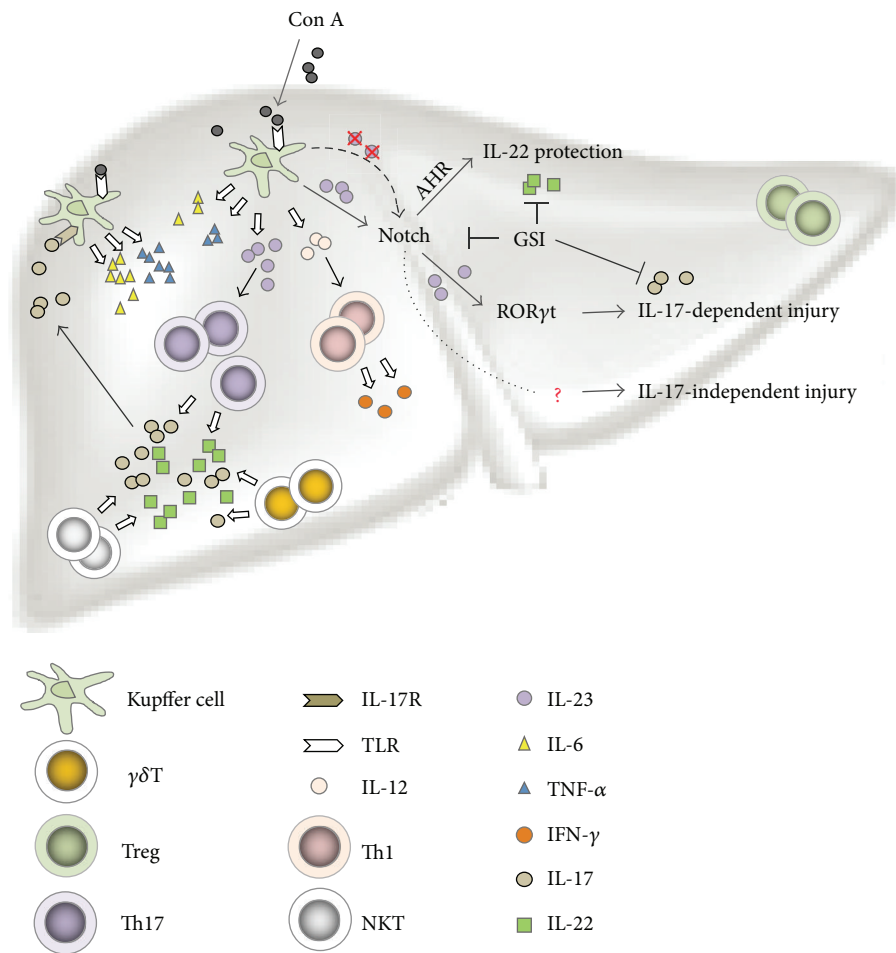 Con A
AHR
IL-22 protection
Notch
GSI
RORγt
IL-17-dependent injury
?
IL-17-independent injury
Kupffer cell
IL-17R
IL-23
TLR
IL-6
γδT
IL-12
TNF-α
IFN-γ
Treg
Th1
IL-17
Th17
NKT
IL-22